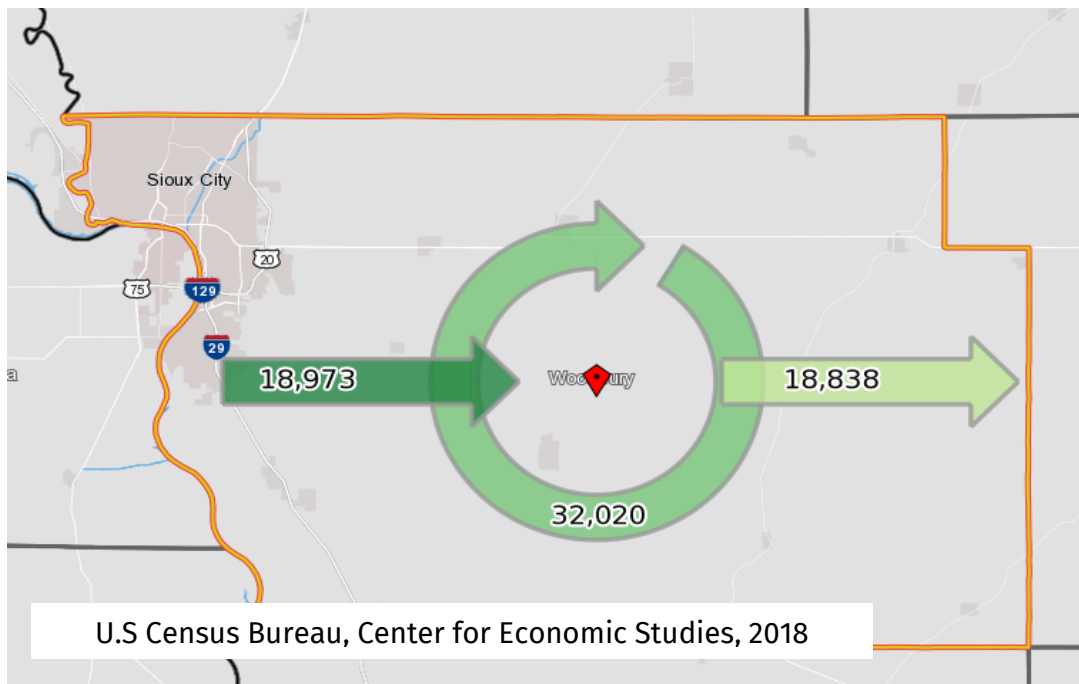 Sioux City
20
75
129
29
a
18,973
Woodbury
18,838
32,020
U.S Census Bureau, Center for Economic Studies, 2018